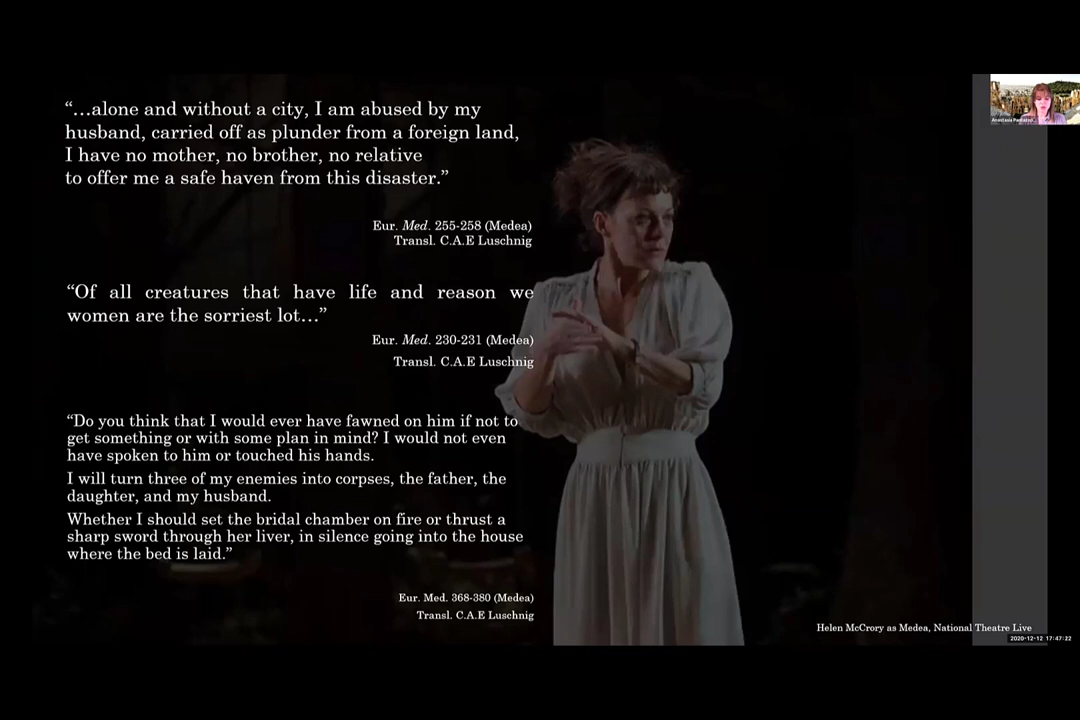 “…alone and without a city, I am abused by my
husband, carried off as plunder from a foreign land,
I have no mother, no brother, no relative
to offer me a safe haven from this disaster.”
Eur. Med. 255-258 (Medea)
Transl. C.A.E Luschnig
“Of all creatures that have life and reason we
women are the sorriest lot…”
Eur. Med. 230-231 (Medea)
Transl. C.A.E Luschnig
“Do you think that I would ever have fawned on him if not to
get something or with some plan in mind? I would not even
have spoken to him or touched his hands.
I will turn three of my enemies into corpses, the father, the
daughter, and my husband.
Whether I should set the bridal chamber on fire or thrust a
sharp sword through her liver, in silence going into the house
where the bed is laid.”
Eur. Med. 368-380 (Medea)
Transl. C.A.E Luschnig
Helen McCrory as Medea, National Theatre Live
2020-12-12 17:47:22
Anastasia